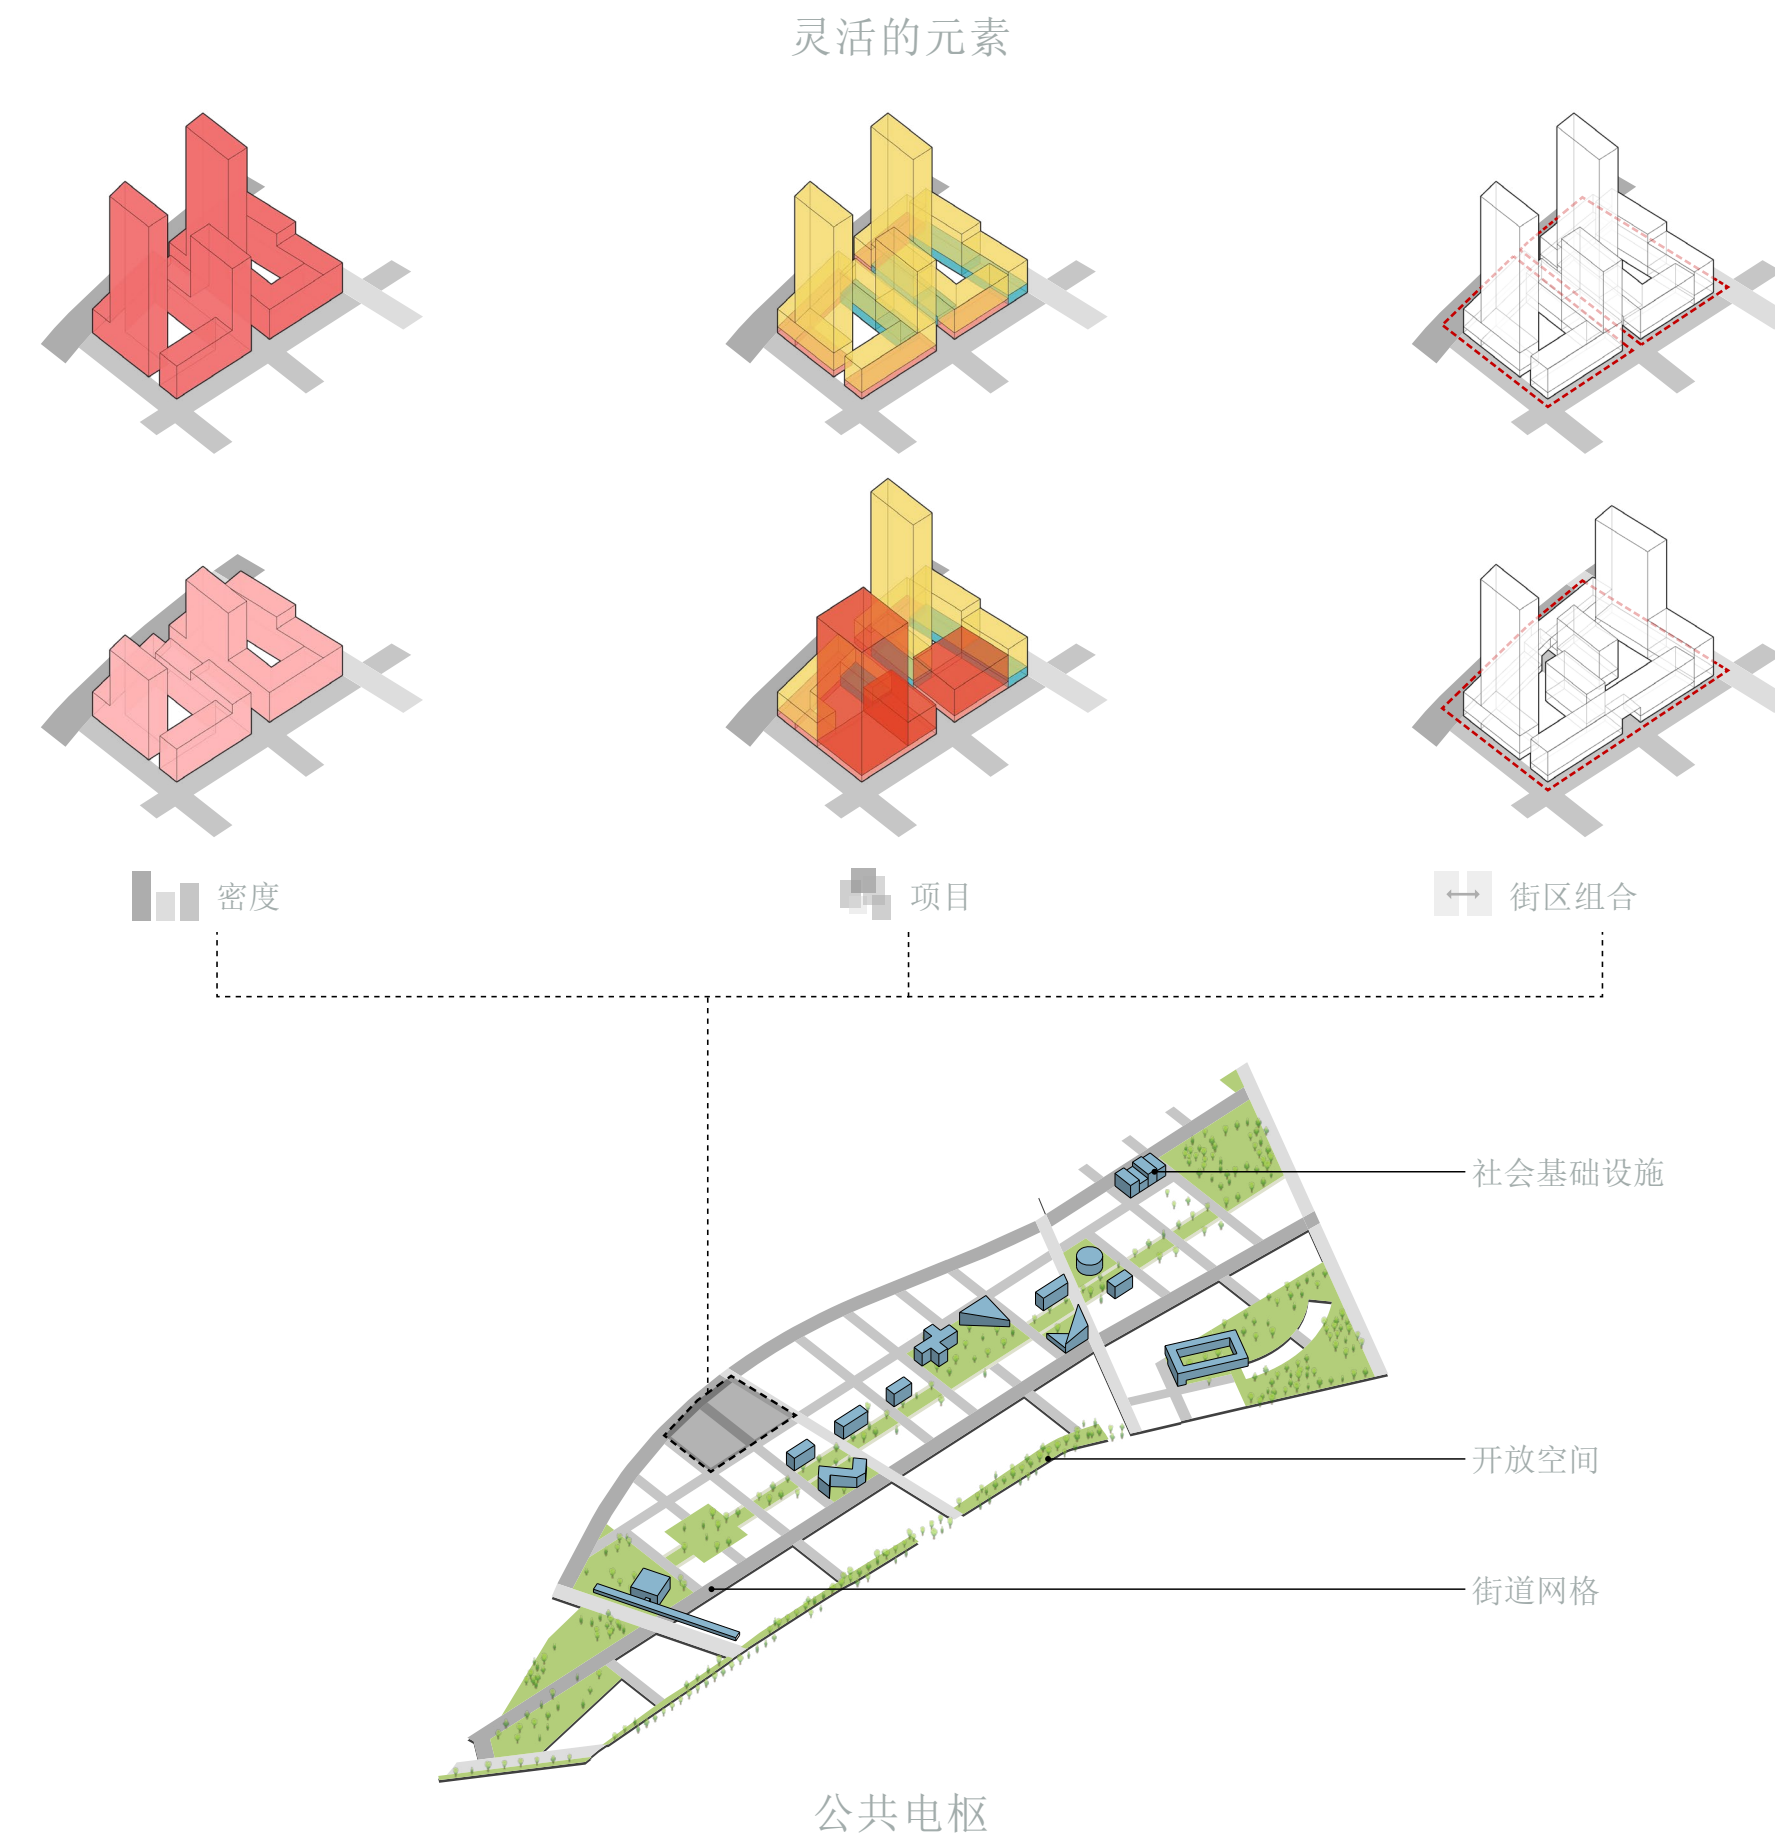 灵活的元素
密度
项目
街区组合
社会基础设施
开放空间
街道网格
公共电枢